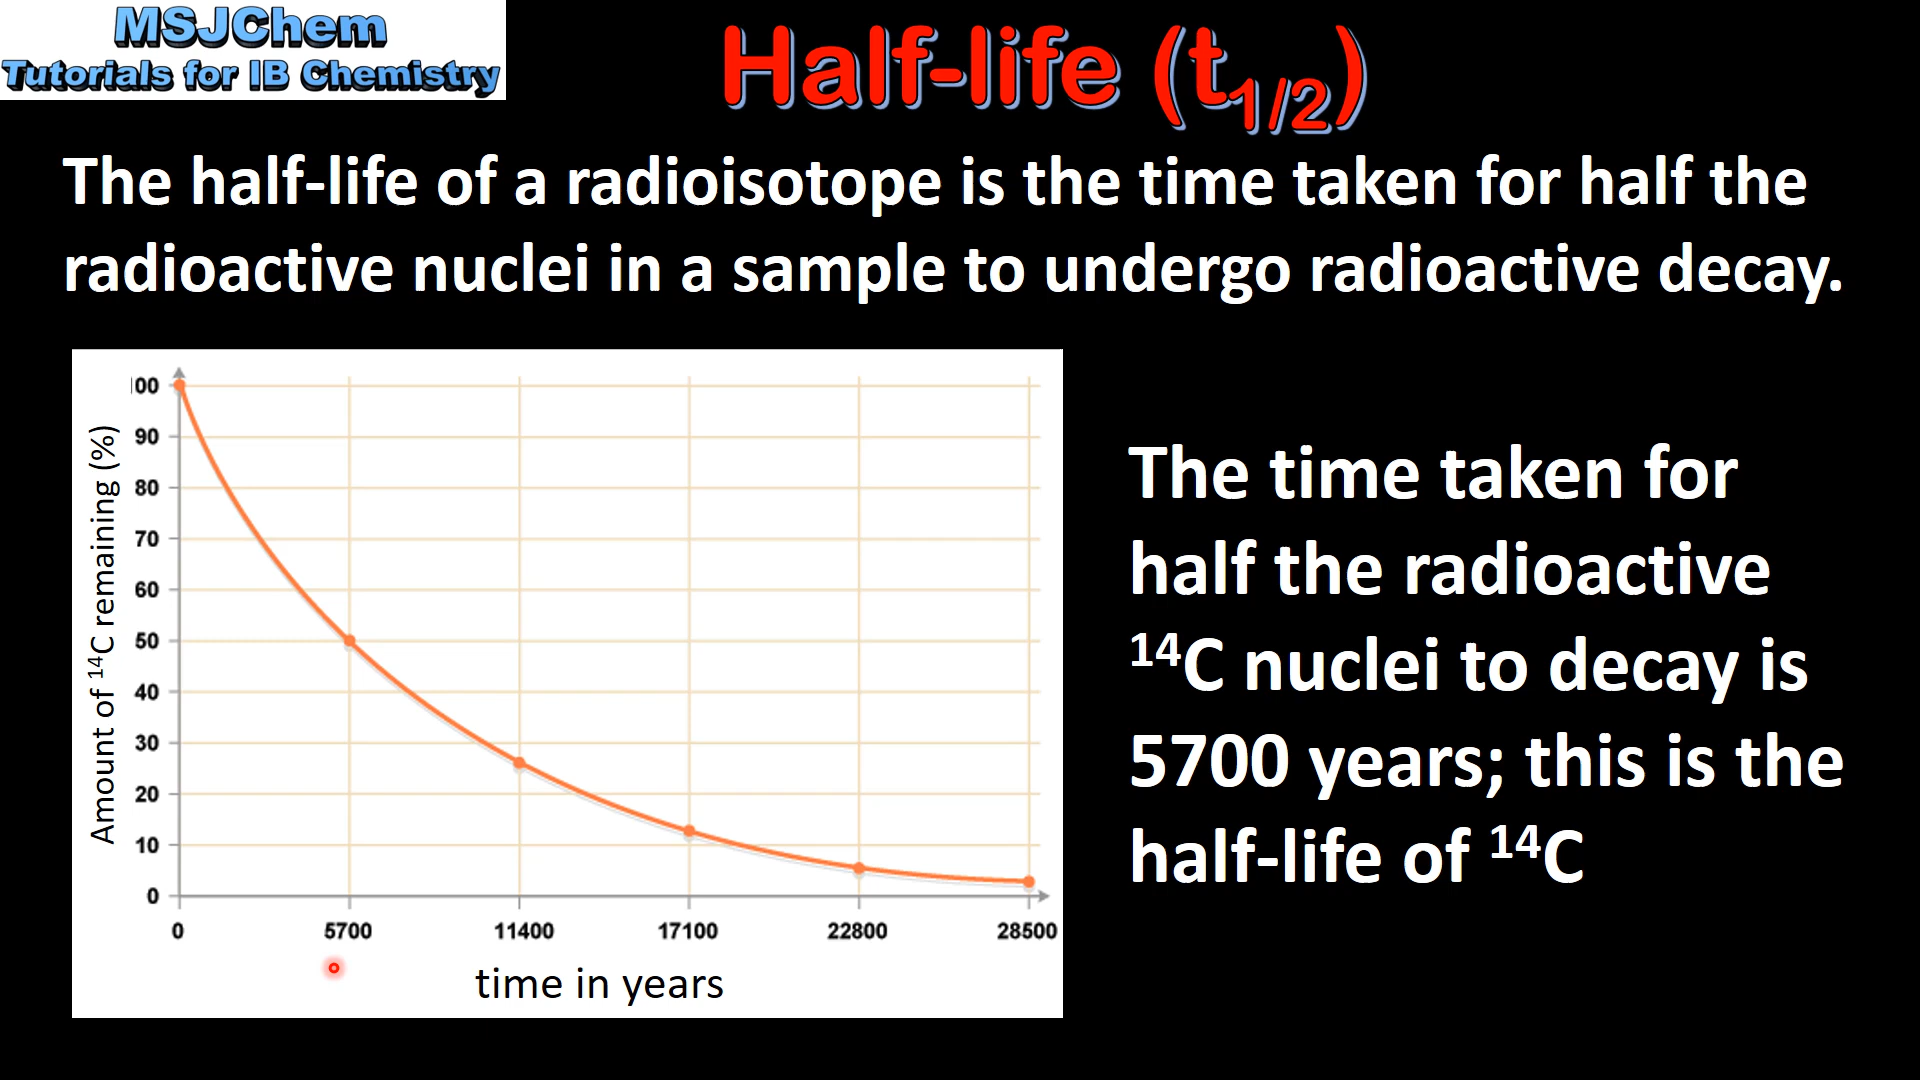 MSJChem
Tutorials for IB Chemistry
Half-life (t1/2)
The half-life of a radioisotope is the time taken for half the
radioactive nuclei in a sample to undergo radioactive decay.
Amount of ¹⁴C remaining (%)
100
90
80
70
60
50
40
30
20
10
0
0 5700 11400 17100 22800 28500
time in years
The time taken for
half the radioactive
¹⁴C nuclei to decay is
5700 years; this is the
half-life of ¹⁴C